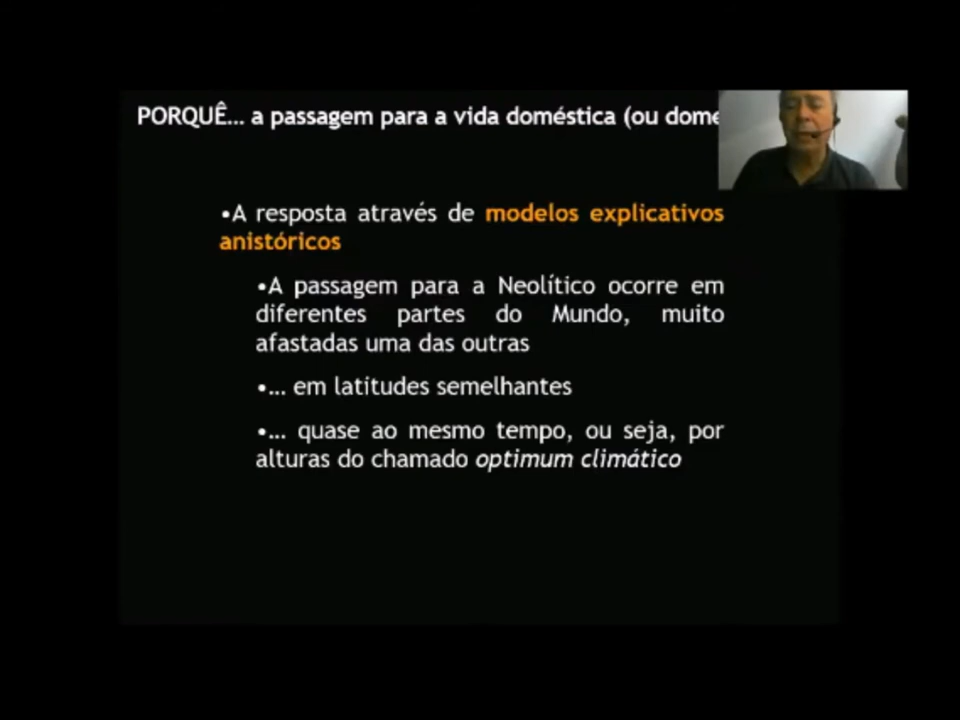 PORQUÊ... a passagem para a vida doméstica (ou
•A resposta através de modelos explicativos
anistóricos
•A passagem para a Neolítico ocorre em
diferentes partes do Mundo, muito
afastadas uma das outras
•... em latitudes semelhantes
•... quase ao mesmo tempo, ou seja, por
alturas do chamado optimum climático